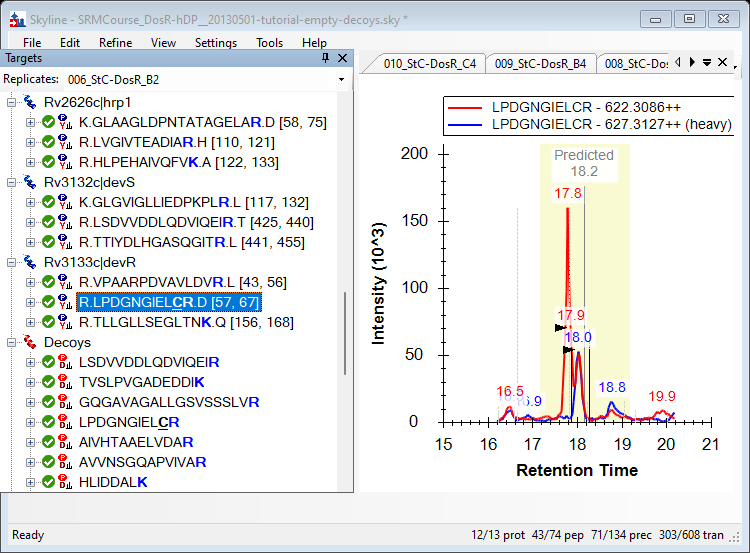 Skyline - SRMCourse_DosR-hDP__20130501-tutorial-empty-decoys.sky *
File Edit Refine View Settings Tools Help
Targets
Replicates: 006_StC-DosR_B2
Rv2626c|hrp1
K.GLAAGLDPNTATAGELAR.D [58, 75]
R.LVGIVTEADIAR.H [110, 121]
R.HLPEHAIVQFVK.A [122, 133]
Rv3132c|devS
K.GLGVIGLLIEDPKPLR.L [117, 132]
R.LSDVVDDLQDVIQEIR.T [425, 440]
R.TTIYDLHGASQGITR.L [441, 455]
Rv3133c|devR
R.VPAARPDVAVLDVR.L [43, 56]
R.LPDGNGIELCR.D [57, 67]
R.TLLGLLSEGLTNK.Q [156, 168]
Decoys
LSDVVDDLQDVIQEIR
TVSLPVGADEDDIK
GQGAVAGALLGSVSSSLVR
LPDGNGIELCR
AIVHTAAELVDAR
AVVNSGQAPVIVAR
HLIDDALK
010_StC-DosR_C4 009_StC-DosR_B4 008_StC-Dos
LPDGNGIELCR - 622.3086++
LPDGNGIELCR - 627.3127++ (heavy)
Predicted
18.2
17.8
17.9
18.0
16.5
18.8
19.9
Intensity (10^3)
200
150
100
50
0
15 16 17 18 19 20 21
Retention Time
Ready
12/13 prot 43/74 pep 71/134 prec 303/608 tran